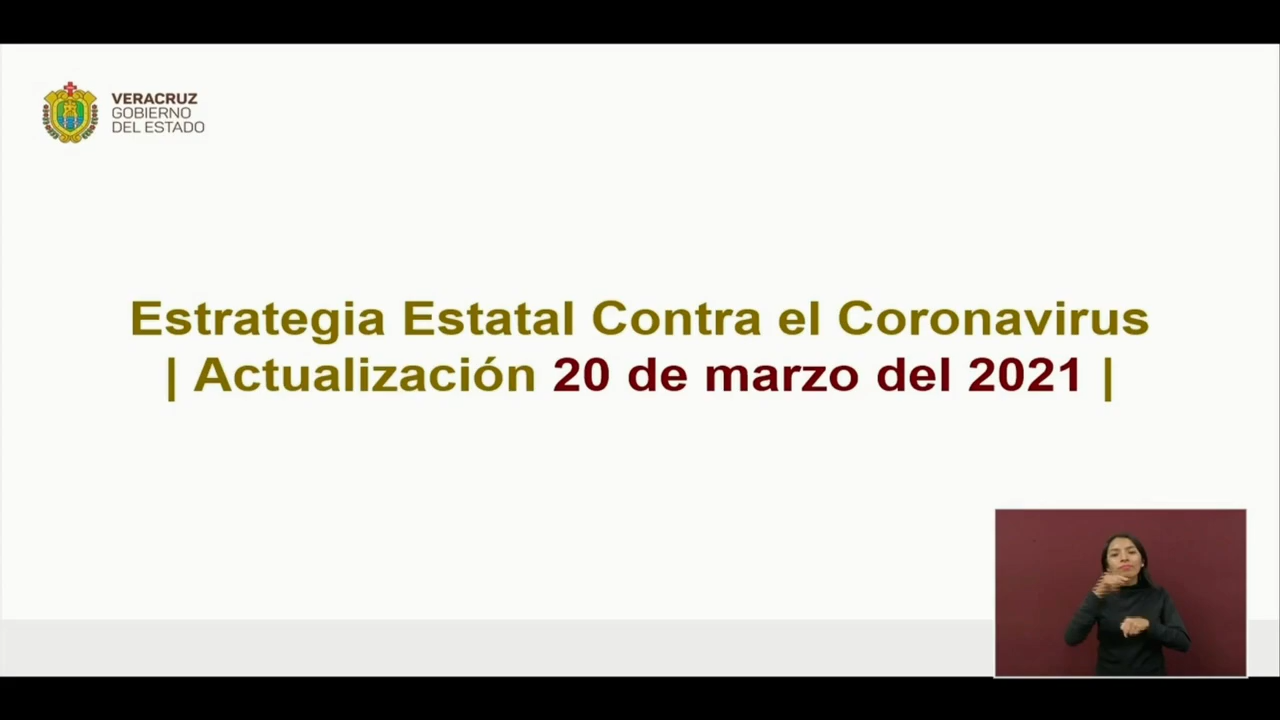 VERACRUZ
GOBIERNO
DEL ESTADO
Estrategia Estatal Contra el Coronavirus
| Actualización 20 de marzo del 2021 |